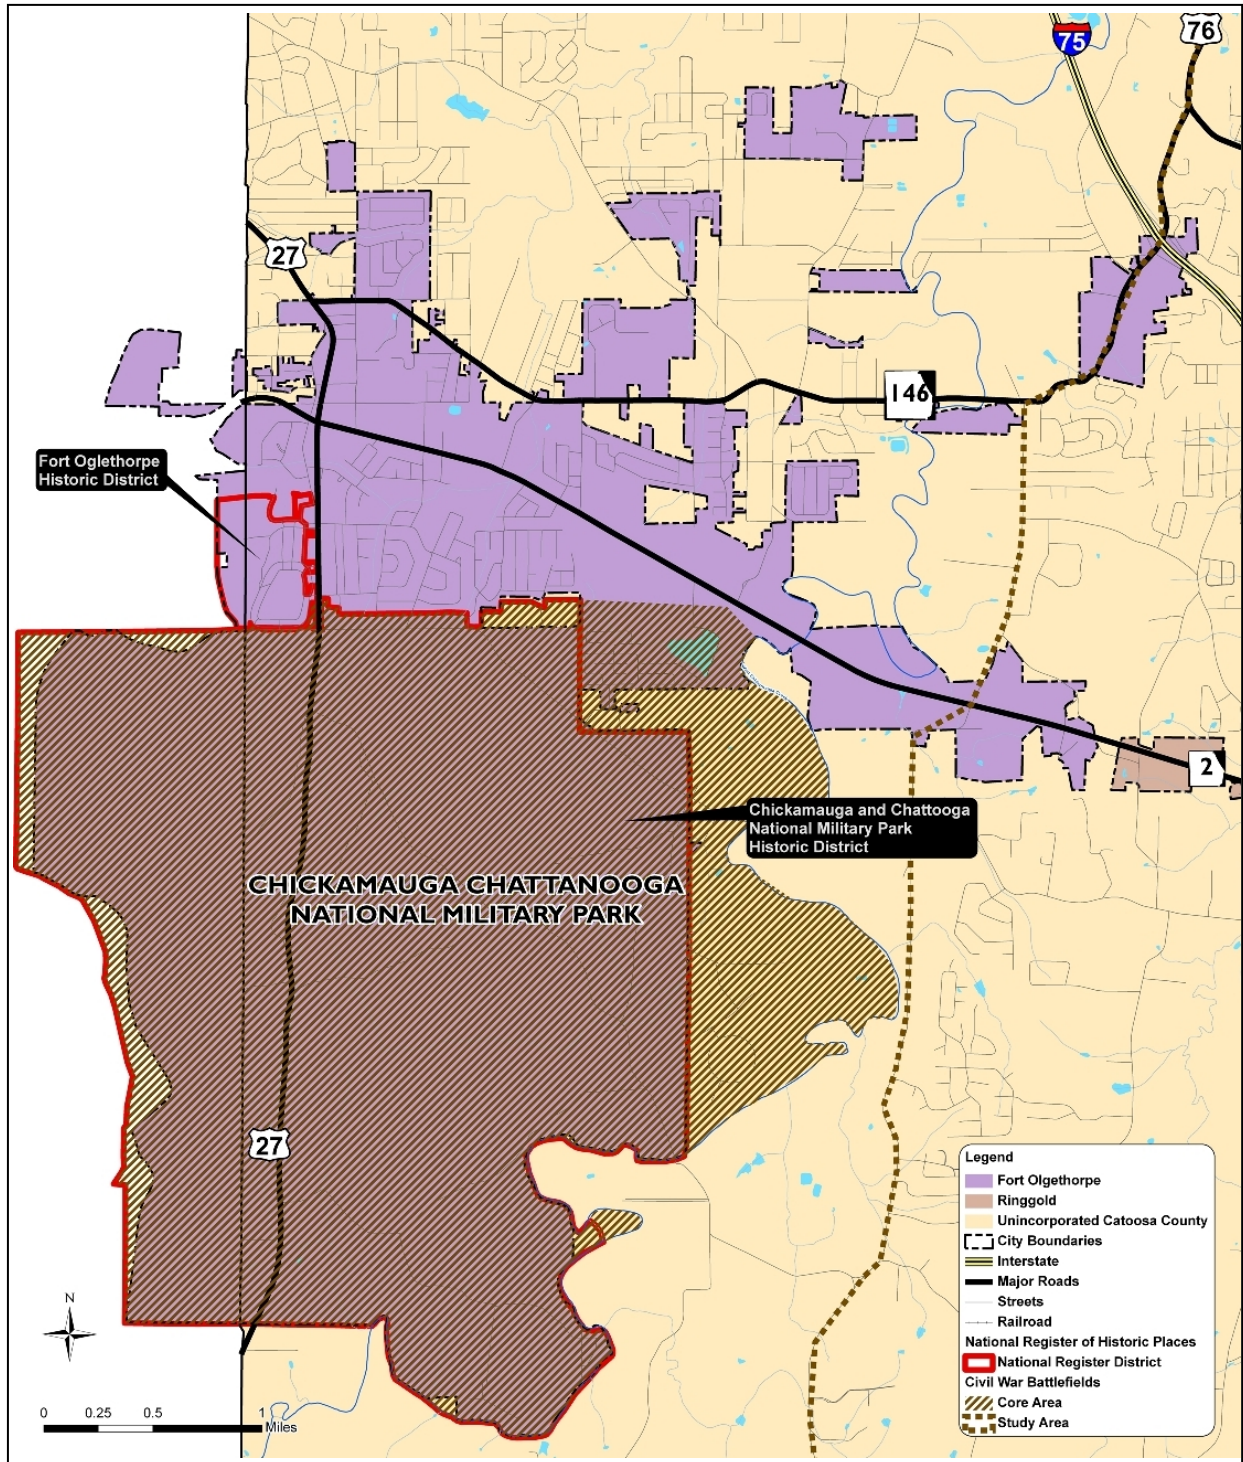 75
76
27
146
Fort Oglethorpe
Historic District
2
Chickamauga and Chattooga
National Military Park
Historic District
CHICKAMAUGA CHATTANOOGA
NATIONAL MILITARY PARK
27
Legend
Fort Olgethorpe
Ringgold
Unincorporated Catoosa County
City Boundaries
Interstate
Major Roads
Streets
Railroad
National Register of Historic Places
National Register District
Civil War Battlefields
Core Area
Study Area
N
0 0.25 0.5 1
Miles